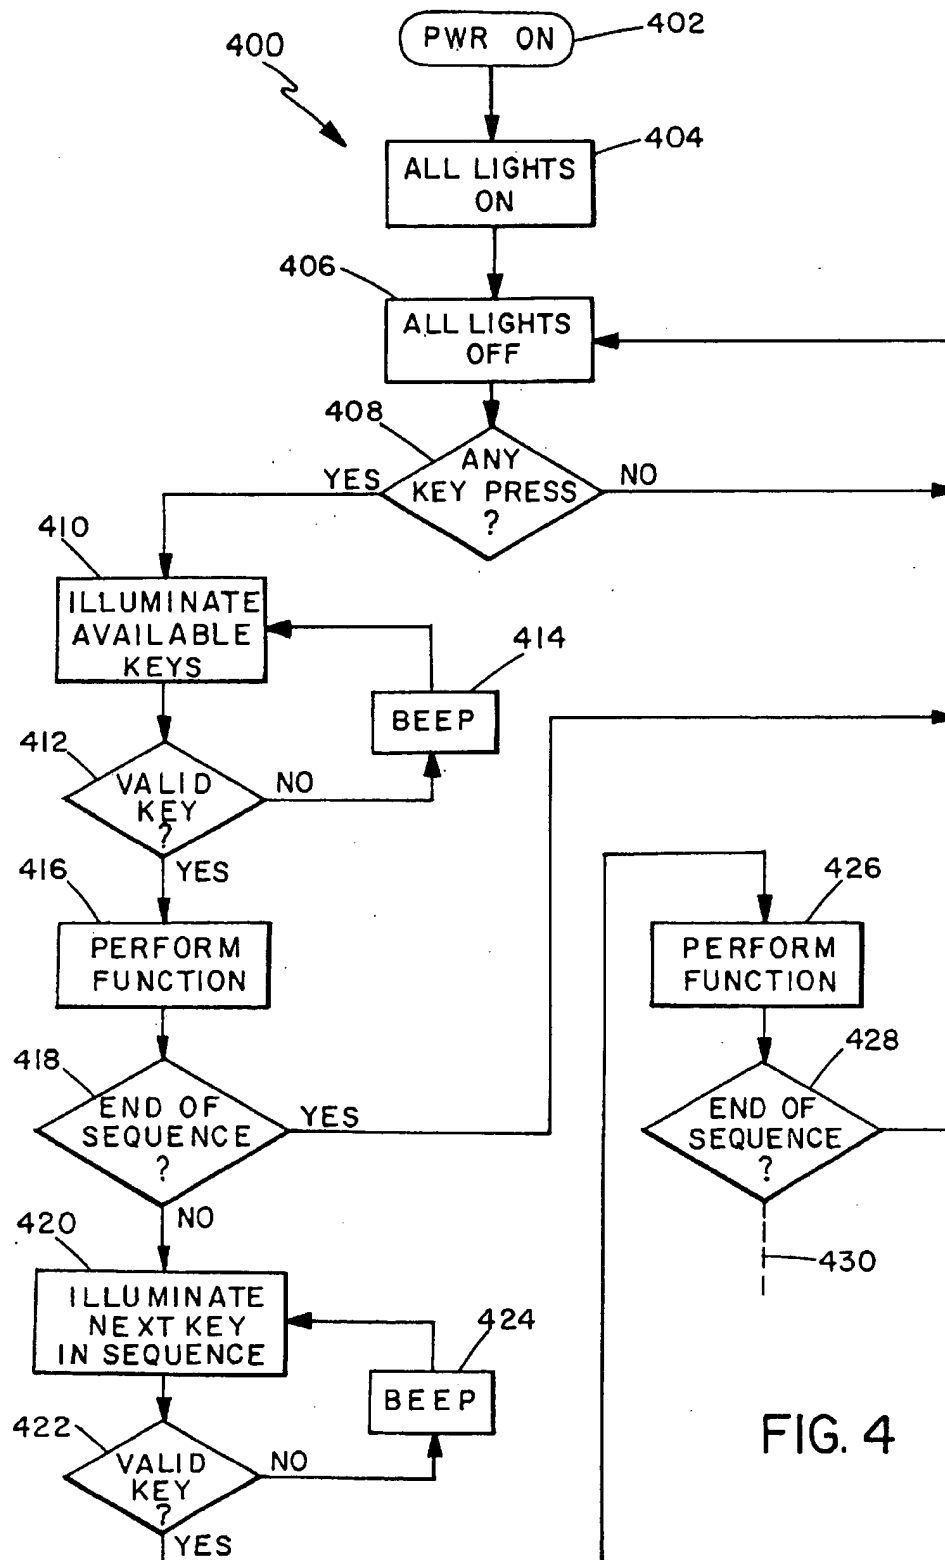 PWR ON
402
400
404
ALL LIGHTS
ON
406
ALL LIGHTS
OFF
408
ANY
KEY PRESS
?
YES
NO
410
ILLUMINATE
AVAILABLE
KEYS
414
BEEP
412
VALID
KEY
?
NO
YES
416
PERFORM
FUNCTION
426
PERFORM
FUNCTION
418
END OF
SEQUENCE
?
YES
NO
428
END OF
SEQUENCE
?
430
420
ILLUMINATE
NEXT KEY
IN SEQUENCE
424
BEEP
422
VALID
KEY
?
NO
YES
FIG. 4